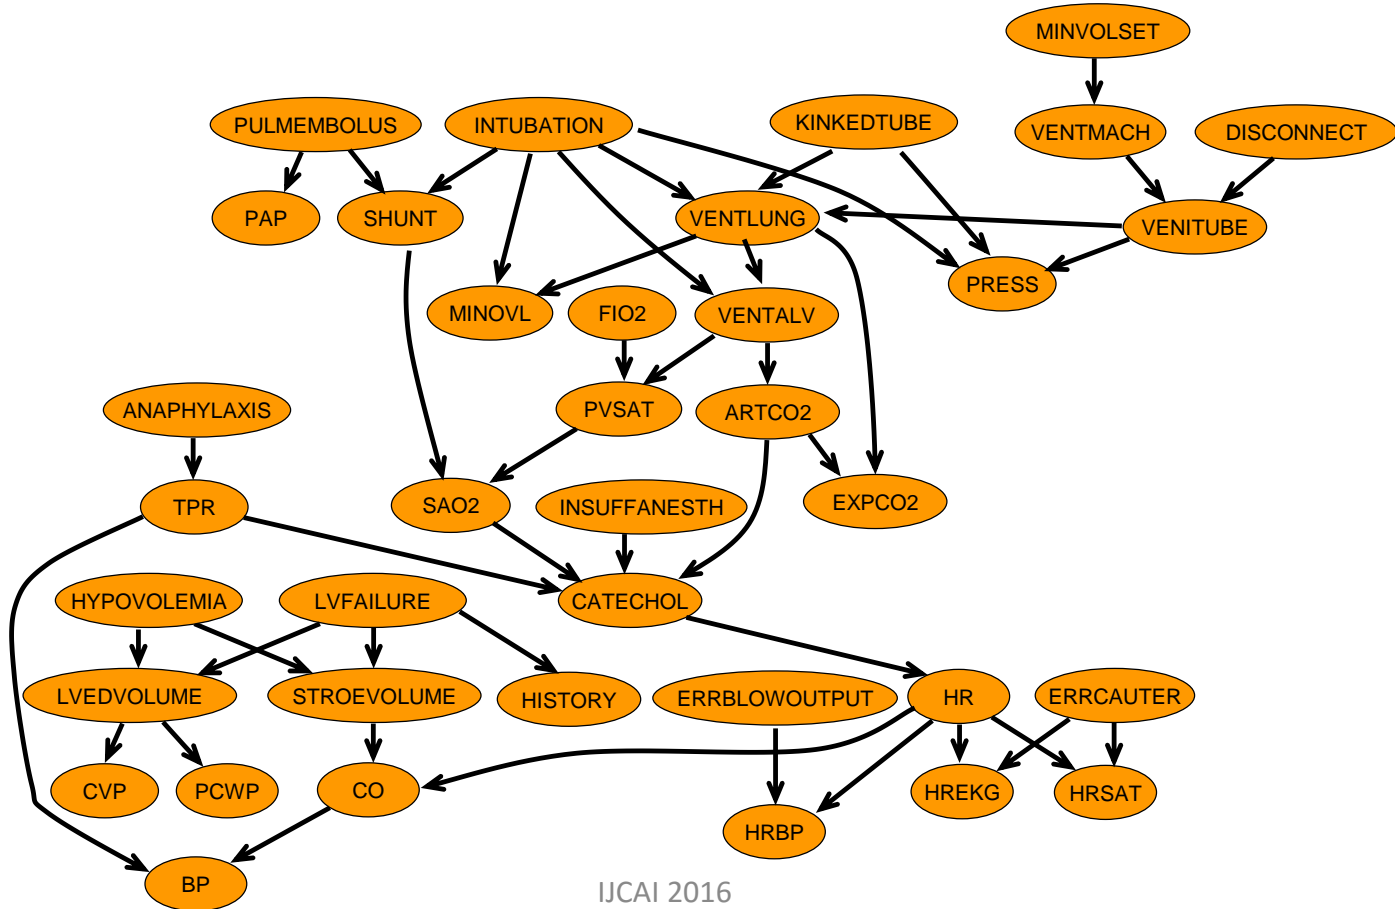 MINVOLSET
PULMEMBOLUS
INTUBATION
KINKEDTUBE
VENTMACH
DISCONNECT
PAP
SHUNT
VENTLUNG
VENITUBE
PRESS
MINOVL
FIO2
VENTALV
ANAPHYLAXIS
PVSAT
ARTCO2
TPR
SAO2
INSUFFANESTH
EXPCO2
HYPOVOLEMIA
LVFAILURE
CATECHOL
LVEDVOLUME
STROEVOLUME
HISTORY
ERRBLOWOUTPUT
HR
ERRCAUTER
CVP
PCWP
CO
HREKG
HRSAT
HRBP
BP
IJCAI 2016